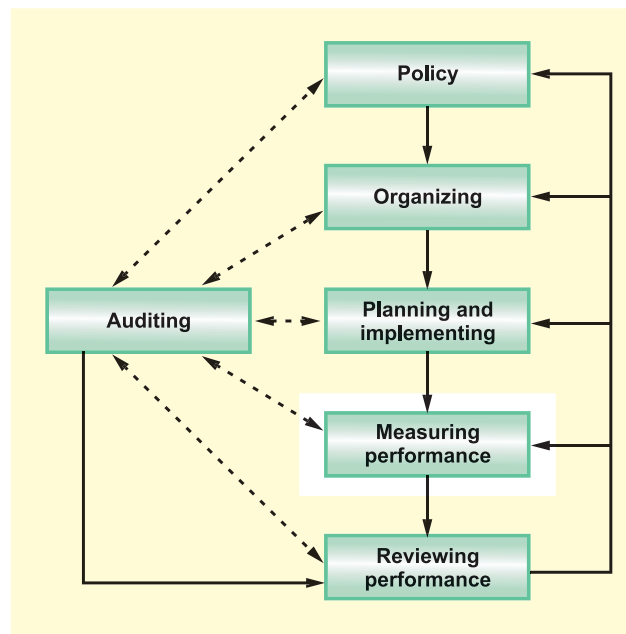 Policy
Organizing
Auditing
Planning and
implementing
Measuring
performance
Reviewing
performance